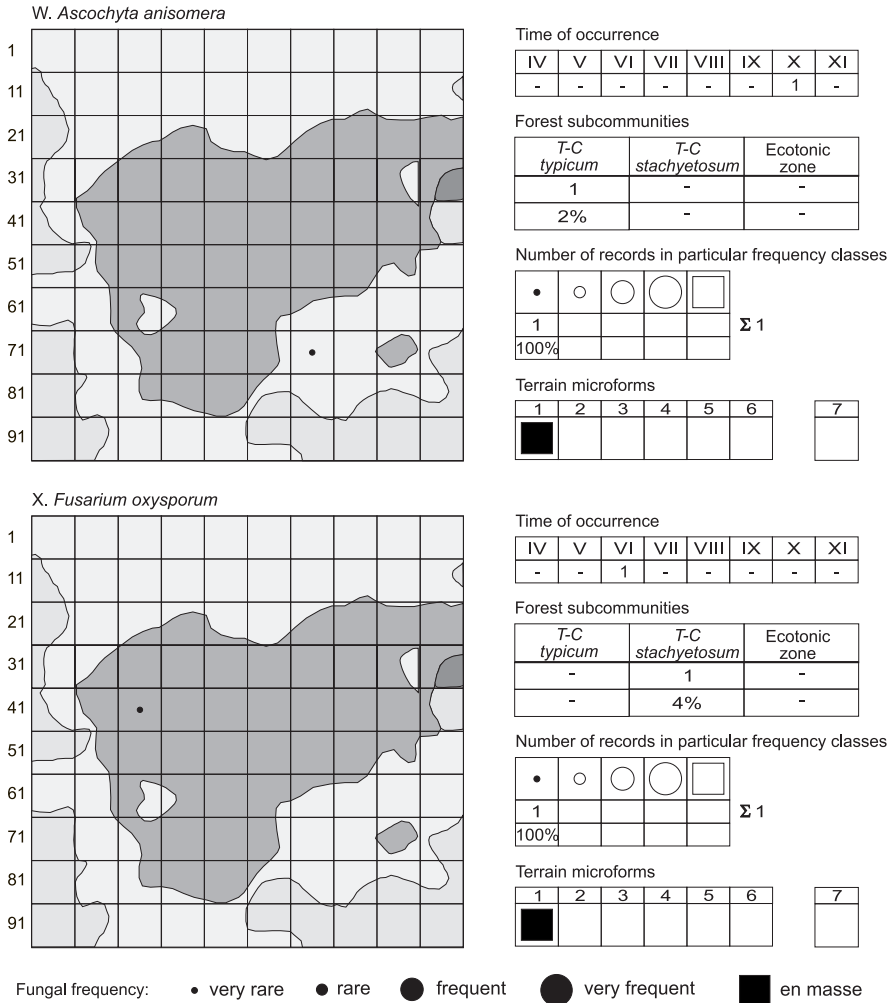 W. Ascochyta anisomera
1
11
21
31
41
51
61
71
81
91
Time of occurrence
IV V VI VII VIII IX X XI
- - - - - - 1 -
Forest subcommunities
T-C T-C Ecotonic
typicum stachyetosum zone
1 - -
2% - -
Number of records in particular frequency classes
1
Σ 1
100%
Terrain microforms
1 2 3 4 5 6 7
X. Fusarium oxysporum
1
11
21
31
41
51
61
71
81
91
Time of occurrence
IV V VI VII VIII IX X XI
- - 1 - - - - -
Forest subcommunities
T-C T-C Ecotonic
typicum stachyetosum zone
- 1 -
- 4% -
Number of records in particular frequency classes
1
Σ 1
100%
Terrain microforms
1 2 3 4 5 6 7
Fungal frequency: very rare rare frequent very frequent en masse